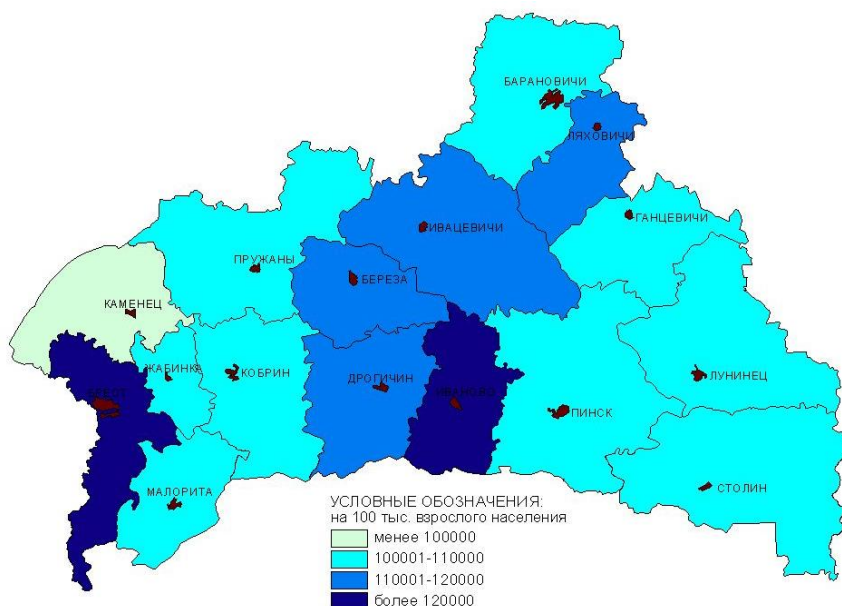 БАРАНОВИЧИ
ЛЯХОВИЧИ
ГАНЦЕВИЧИ
ИВАЦЕВИЧИ
ПРУЖАНЫ
БЕРЕЗА
КАМЕНЕЦ
ЖАБИНКА
КОБРИН
ДРОГИЧИН
ИВАНОВО
ЛУНИНЕЦ
БРЕСТ
ПИНСК
МАЛОРИТА
СТОЛИН
УСЛОВНЫЕ ОБОЗНАЧЕНИЯ:
на 100 тыс. взрослого населения
менее 100000
100001-110000
110001-120000
более 120000